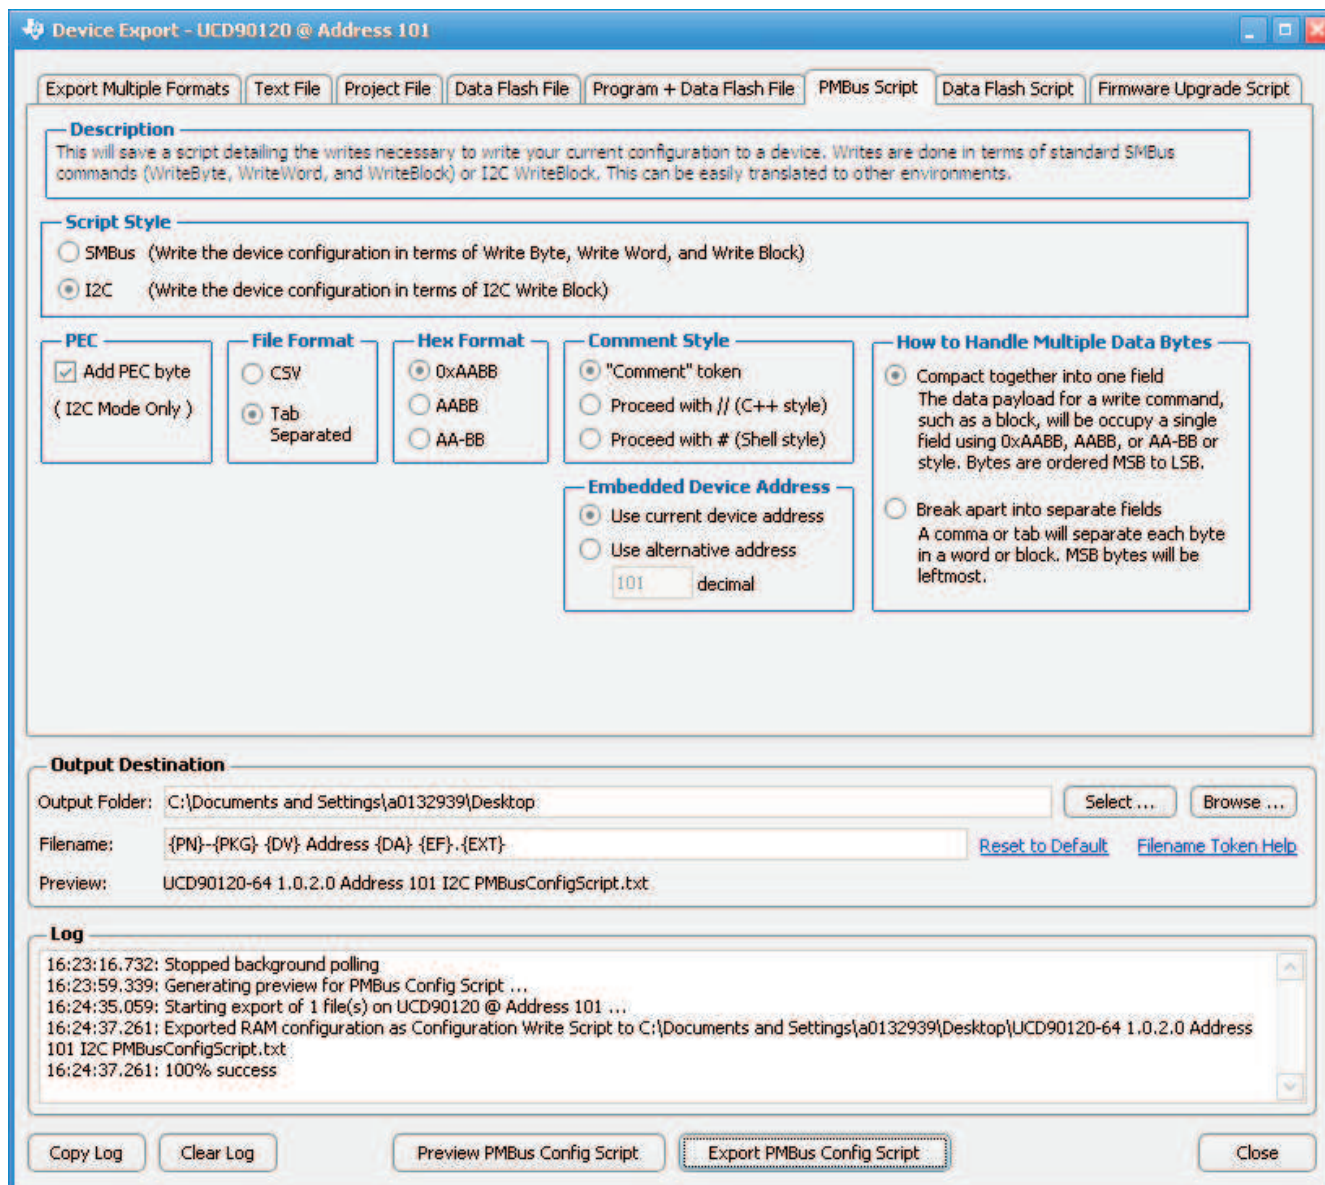 Device Export - UCD90120 @ Address 101
Export Multiple Formats Text File Project File Data Flash File Program + Data Flash File PMBus Script Data Flash Script Firmware Upgrade Script
Description
This will save a script detailing the writes necessary to write your current configuration to a device. Writes are done in terms of standard SMBus
commands (WriteByte, WriteWord, and WriteBlock) or I2C WriteBlock. This can be easily translated to other environments.
Script Style
SMBus (Write the device configuration in terms of Write Byte, Write Word, and Write Block)
I2C (Write the device configuration in terms of I2C Write Block)
PEC
Add PEC byte
( I2C Mode Only )
File Format
CSV
Tab
Separated
Hex Format
0xAABB
AABB
AA-BB
Comment Style
"Comment" token
Proceed with // (C++ style)
Proceed with # (Shell style)
Embedded Device Address
Use current device address
Use alternative address
101 decimal
How to Handle Multiple Data Bytes
Compact together into one field
The data payload for a write command,
such as a block, will be occupy a single
field using 0xAABB, AABB, or AA-BB or
style. Bytes are ordered MSB to LSB.
Break apart into separate fields
A comma or tab will separate each byte
in a word or block. MSB bytes will be
leftmost.
Output Destination
Output Folder: C:\Documents and Settings\a0132939\Desktop Select ... Browse ...
Filename: {PN}-{PKG} {DV} Address {DA} {EF}.{EXT} Reset to Default Filename Token Help
Preview: UCD90120-64 1.0.2.0 Address 101 I2C PMBusConfigScript.txt
Log
16:23:16.732: Stopped background polling
16:23:59.339: Generating preview for PMBus Config Script ...
16:24:35.059: Starting export of 1 file(s) on UCD90120 @ Address 101 ...
16:24:37.261: Exported RAM configuration as Configuration Write Script to C:\Documents and Settings\a0132939\Desktop\UCD90120-64 1.0.2.0 Address
101 I2C PMBusConfigScript.txt
16:24:37.261: 100% success
Copy Log Clear Log Preview PMBus Config Script Export PMBus Config Script Close